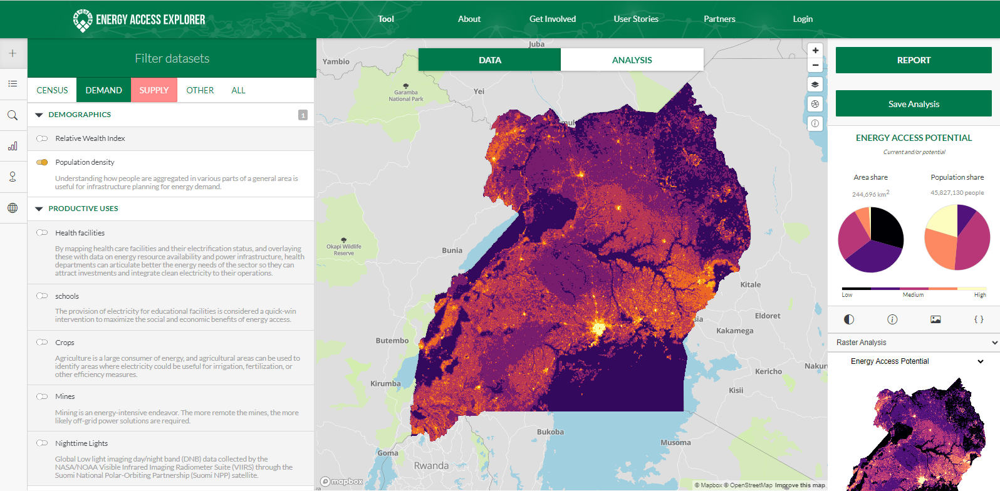 ENERGY ACCESS EXPLORER
Tool
About
Get Involved
User Stories
Partners
Login
Filter datasets
CENSUS
DEMAND
SUPPLY
OTHER
ALL
DEMOGRAPHICS
1
Relative Wealth Index
Population density
Understanding how people are aggregated in various parts of a general area is
useful for infrastructure planning for energy demand.
PRODUCTIVE USES
Health facilities
By mapping health care facilities and their electrification status, and overlaying
these with data on energy resource availability and power infrastructure, health
departments can articulate better the energy needs of the sector so they can
attract investments and integrate clean electricity to their operations.
schools
The provision of electricity for educational facilities is considered a quick-win
intervention to maximize the social and economic benefits of energy access.
Crops
Agriculture is a large consumer of energy, and agricultural areas can be used to
identify areas where electricity could be useful for irrigation, fertilization, or
other efficiency measures.
Mines
Mining is an energy-intensive endeavor. The more remote the mines, the more
likely off-grid power solutions are required.
Nighttime Lights
Global Low light imaging day/night band (DNB) data collected by the
NASA/NOAA Visible Infrared Imaging Radiometer Suite (VIIRS) through the
Suomi National Polar-Orbiting Partnership (Suomi NPP) satellite.
DATA
ANALYSIS
Juba
Yambio
Garamba
National Park
Yei
mul
Okapi Wildlife
Reserve
Bunia
Kitale
Eldoret
sia
Kakamega
Butembo
Nakuru
Kericho
Kirumba
Kisii
Bukoba
Musoma
Goma
Rwanda
mapbox
© Mapbox © OpenStreetMap Improve this map
REPORT
Save Analysis
ENERGY ACCESS POTENTIAL
Current and/or potential
Area share
Population share
244,696 km2
45,827,130 people
Low
Medium
High
{ }
Raster Analysis
Energy Access Potential